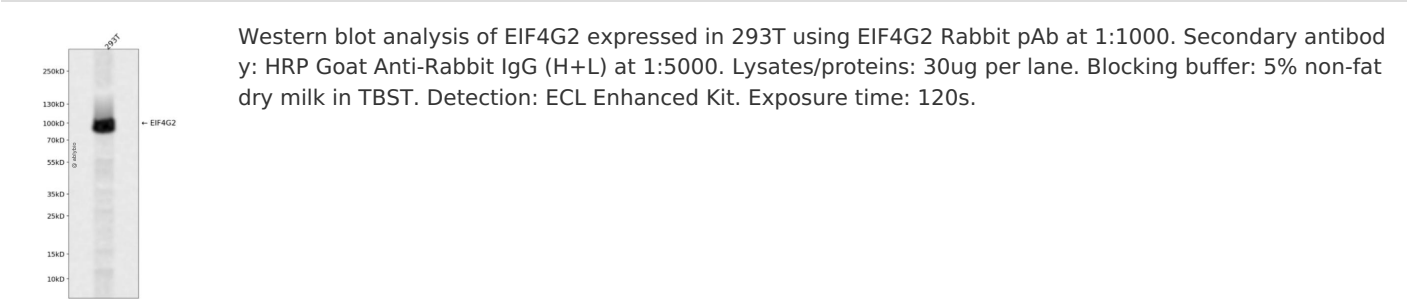 Western blot analysis of EIF4G2 expressed in 293T using EIF4G2 Rabbit pAb at 1:1000. Secondary antibod
y: HRP Goat Anti-Rabbit IgG (H+L) at 1:5000. Lysates/proteins: 30ug per lane. Blocking buffer: 5% non-fat
dry milk in TBST. Detection: ECL Enhanced Kit. Exposure time: 120s.
293T
250kD
130kD
100kD
← EIF4G2
70kD
55kD
35kD
25kD
15kD
10kD